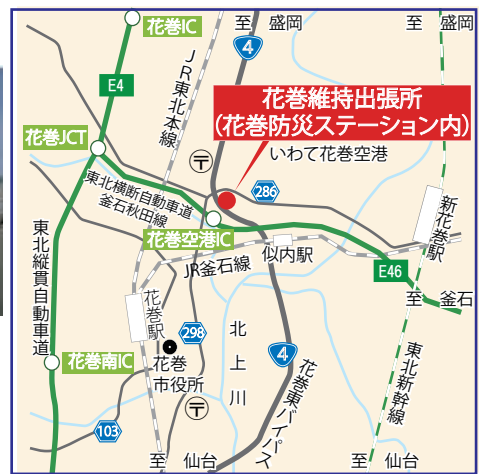 花巻IC
至 盛岡
至 盛岡
4
JR東北本線
E4
花巻維持出張所
(花巻防災ステーション内)
花巻JCT
いわて花巻空港
東北横断自動車道
釜石秋田線
286
新花巻駅
花巻空港IC
似内駅
JR釜石線
E46
至 釜石
東北縦貫自動車道
花巻駅
298
北上川
4
花巻東バイパス
東北新幹線
花巻南IC
花巻
市役所
103
至 仙台
至 仙台